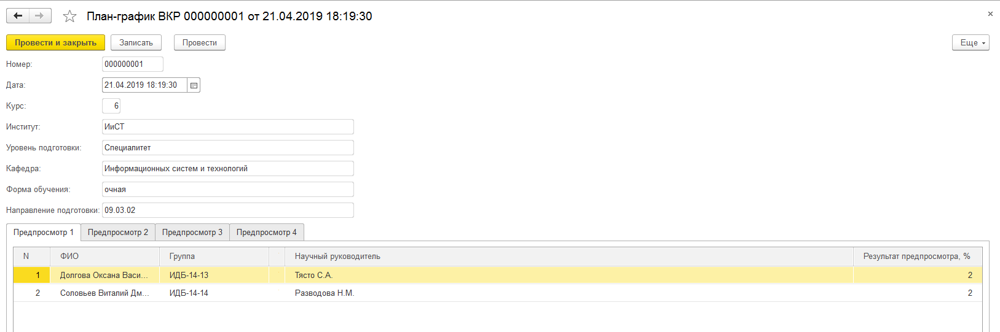 План-график ВКР 000000001 от 21.04.2019 18:19:30
Провести и закрыть Записать Провести Еще
Номер: 000000001
Дата: 21.04.2019 18:19:30
Курс: 6
Институт: ИиСТ
Уровень подготовки: Специалитет
Кафедра: Информационных систем и технологий
Форма обучения: очная
Направление подготовки: 09.03.02
Предпросмотр 1 Предпросмотр 2 Предпросмотр 3 Предпросмотр 4
N ФИО Группа Научный руководитель Результат предпросмотра, %
1 Долгова Оксана Васи... ИДБ-14-13 Тясто С.А. 2
2 Соловьев Виталий Дм... ИДБ-14-14 Разводова Н.М. 2